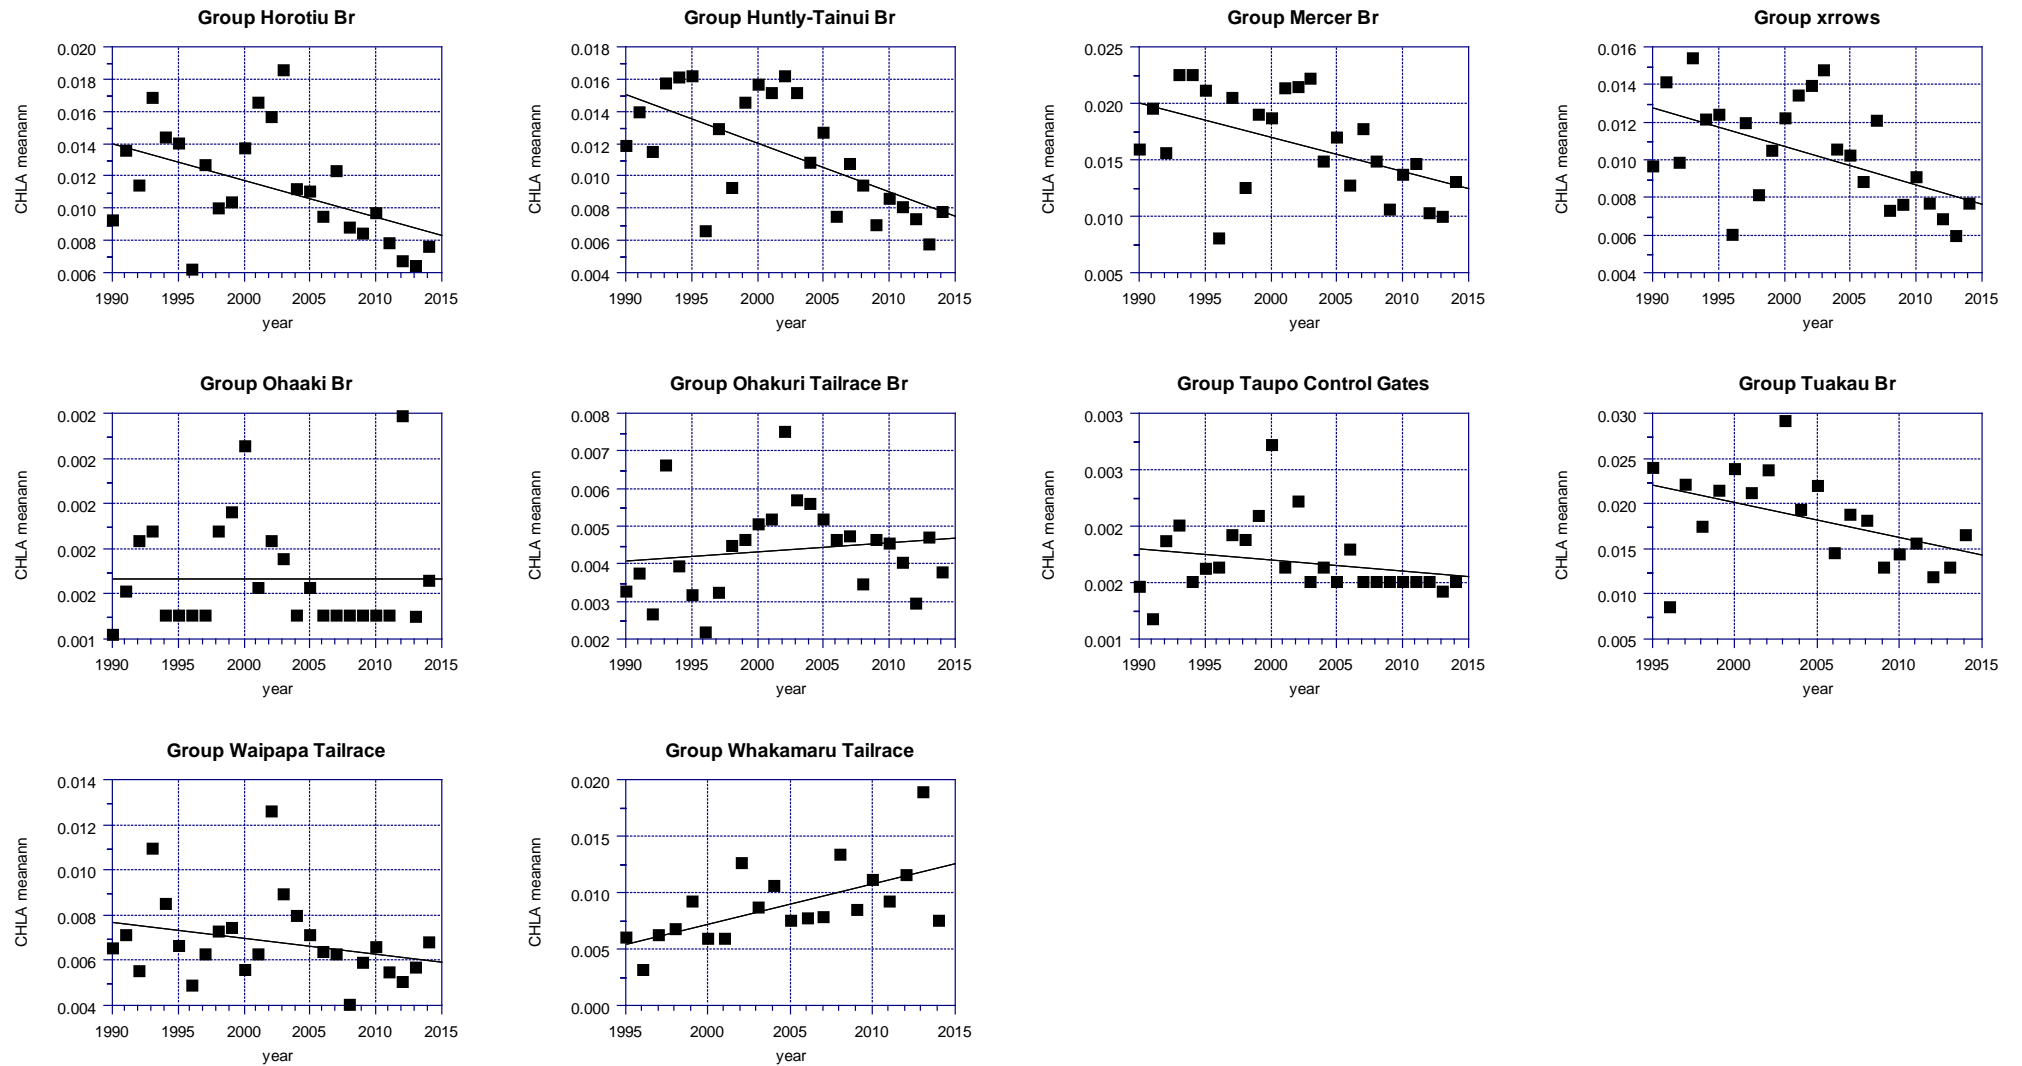 Group Horotiu Br
CHLA meanann
0.020
0.018
0.016
0.014
0.012
0.010
0.008
0.006
1990 1995 2000 2005 2010 2015
year
Group Huntly-Tainui Br
CHLA meanann
0.018
0.016
0.014
0.012
0.010
0.008
0.006
0.004
1990 1995 2000 2005 2010 2015
year
Group Mercer Br
CHLA meanann
0.025
0.020
0.015
0.010
0.005
1990 1995 2000 2005 2010 2015
year
Group xrrows
CHLA meanann
0.016
0.014
0.012
0.010
0.008
0.006
0.004
1990 1995 2000 2005 2010 2015
year
Group Ohaaki Br
CHLA meanann
0.002
0.002
0.002
0.002
0.002
0.001
1990 1995 2000 2005 2010 2015
year
Group Ohakuri Tailrace Br
CHLA meanann
0.008
0.007
0.006
0.005
0.004
0.003
0.002
1990 1995 2000 2005 2010 2015
year
Group Taupo Control Gates
CHLA meanann
0.003
0.003
0.002
0.002
0.001
1990 1995 2000 2005 2010 2015
year
Group Tuakau Br
CHLA meanann
0.030
0.025
0.020
0.015
0.010
0.005
1995 2000 2005 2010 2015
year
Group Waipapa Tailrace
CHLA meanann
0.014
0.012
0.010
0.008
0.006
0.004
1990 1995 2000 2005 2010 2015
year
Group Whakamaru Tailrace
CHLA meanann
0.020
0.015
0.010
0.005
0.000
1995 2000 2005 2010 2015
year